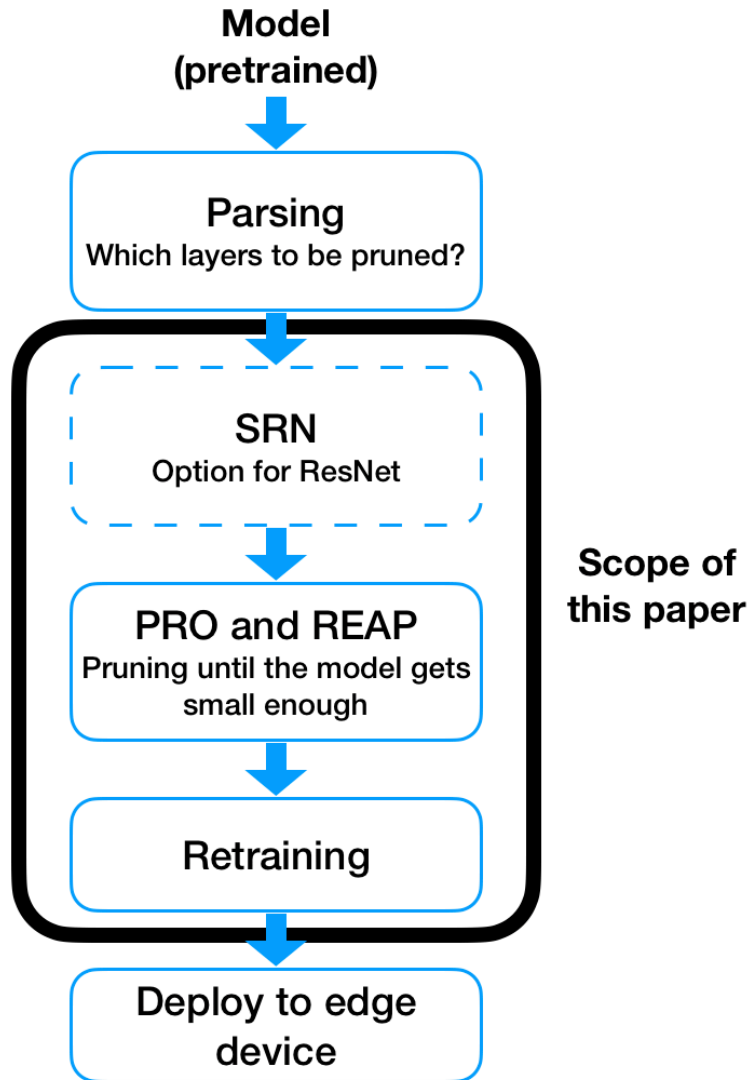 Model
(pretrained)
Parsing
Which layers to be pruned?
SRN
Option for ResNet
PRO and REAP
Pruning until the model gets
small enough
Scope of
this paper
Retraining
Deploy to edge
device